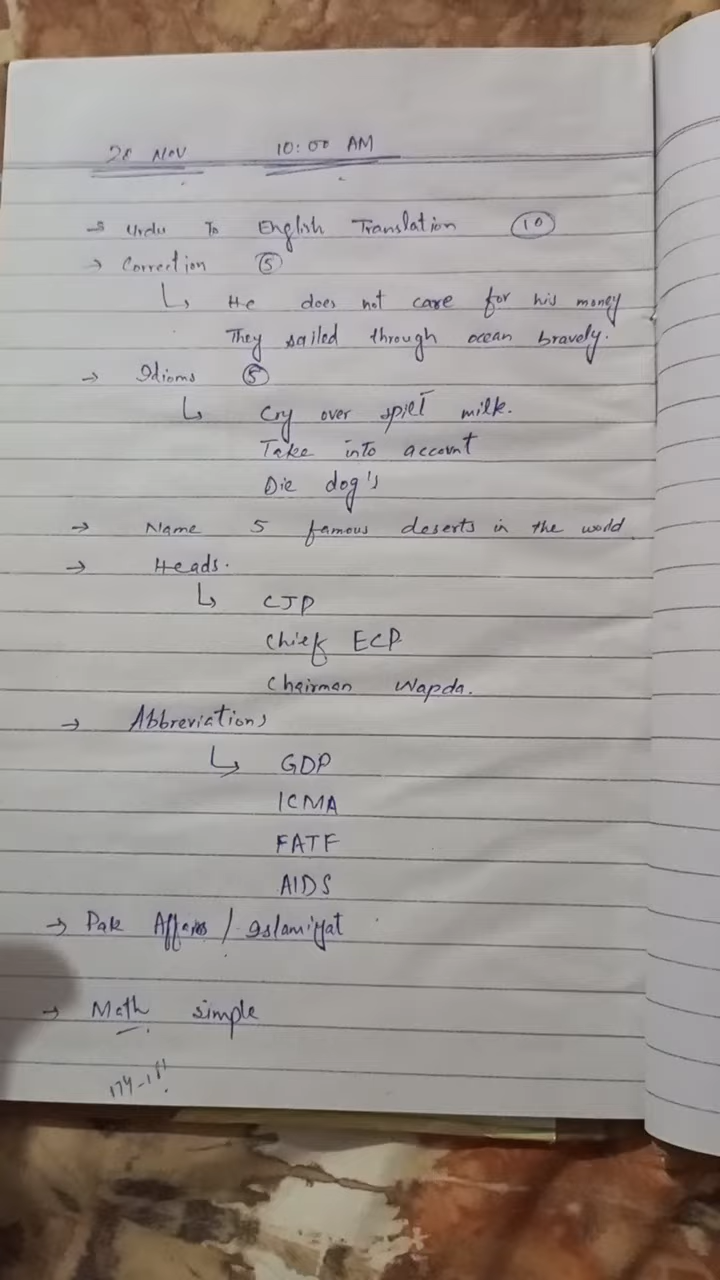 28 Nov 10:00 AM
→ Urdu To English Translation (10)
→ Correction (5)
↳ He does not care for his money
They sailed through ocean bravely.
→ Idioms (5)
↳ Cry over spilt milk.
Take into account
Die dog's
→ Name 5 famous deserts in the world
→ Heads.
↳ CJP
Chief ECP
Chairman Wapda.
→ Abbreviations
↳ GDP
ICMA
FATF
AIDS
→ Pak Affairs / Islamiyat
→ Math simple